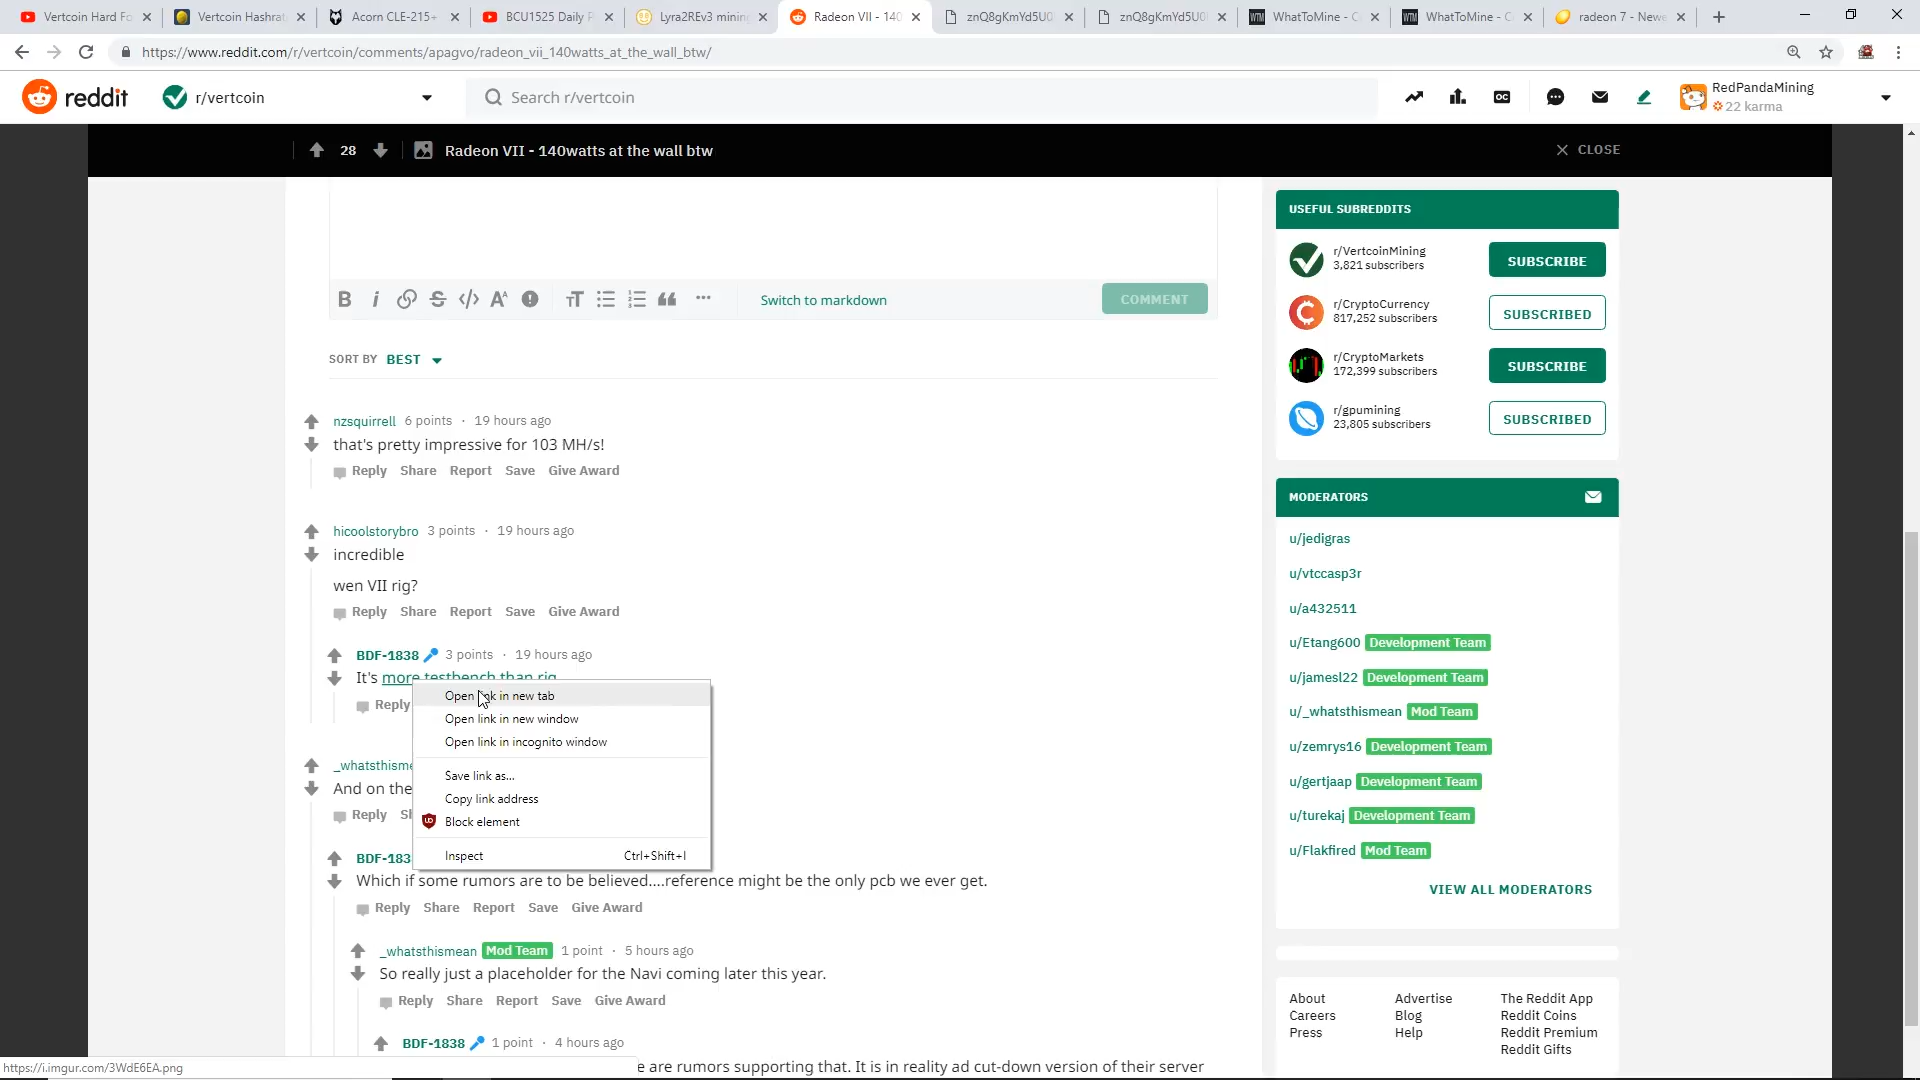 Vertcoin Hard Fo
Vertcoin Hashrat
Acorn CLE-215+
BCU1525 Daily P
Lyra2REv3 mining
Radeon VII - 140
znQ8gKmYd5U0
znQ8gKmYd5U0
WhatToMine - C
WhatToMine - C
radeon 7 - Newe
https://www.reddit.com/r/vertcoin/comments/apagvo/radeon_vii_140watts_at_the_wall_btw/
reddit
r/vertcoin
Search r/vertcoin
OC
RedPandaMining
22 karma
28
Radeon VII - 140watts at the wall btw
CLOSE
Switch to markdown
COMMENT
SORT BY BEST
nzsquirrell 6 points · 19 hours ago
that's pretty impressive for 103 MH/s!
Reply Share Report Save Give Award
hicoolstorybro 3 points · 19 hours ago
incredible
wen VII rig?
Reply Share Report Save Give Award
BDF-1838 3 points · 19 hours ago
It's more testbench than rig
Reply
Open link in new tab
Open link in new window
Open link in incognito window
Save link as...
Copy link address
Block element
Inspect Ctrl+Shift+I
_whatsthisme
And on the
Reply Sh
BDF-183
Which if some rumors are to be believed....reference might be the only pcb we ever get.
Reply Share Report Save Give Award
_whatsthismean Mod Team 1 point · 5 hours ago
So really just a placeholder for the Navi coming later this year.
Reply Share Report Save Give Award
BDF-1838 1 point · 4 hours ago
e are rumors supporting that. It is in reality ad cut-down version of their server
https://i.imgur.com/3WdE6EA.png
USEFUL SUBREDDITS
r/VertcoinMining
3,821 subscribers
SUBSCRIBE
r/CryptoCurrency
817,252 subscribers
SUBSCRIBED
r/CryptoMarkets
172,399 subscribers
SUBSCRIBE
r/gpumining
23,805 subscribers
SUBSCRIBED
MODERATORS
u/jedigras
u/vtccasp3r
u/a432511
u/Etang600 Development Team
u/jamesl22 Development Team
u/_whatsthismean Mod Team
u/zemrys16 Development Team
u/gertjaap Development Team
u/turekaj Development Team
u/Flakfired Mod Team
VIEW ALL MODERATORS
About
Careers
Press
Advertise
Blog
Help
The Reddit App
Reddit Coins
Reddit Premium
Reddit Gifts